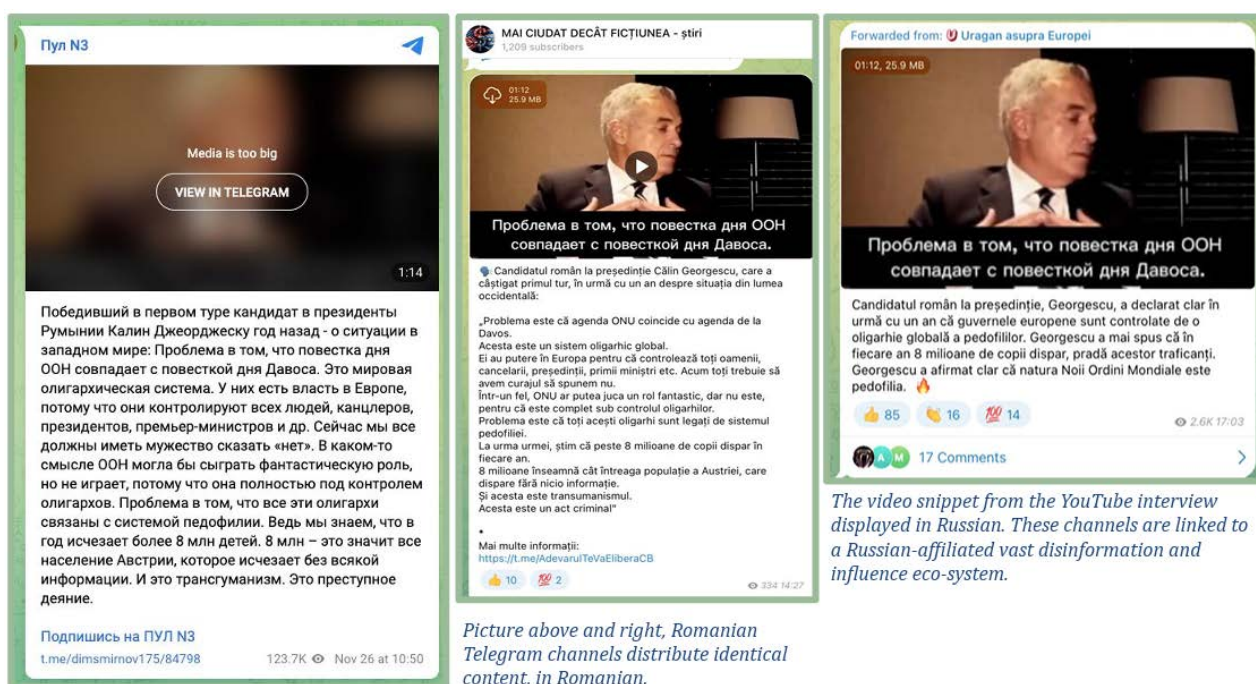 Пул N3
Media is too big
VIEW IN TELEGRAM
1:14
Победивший в первом туре кандидат в президенты
Румынии Калин Джеорджеску год назад - о ситуации в
западном мире: Проблема в том, что повестка дня
ООН совпадает с повесткой дня Давоса. Это мировая
олигархическая система. У них есть власть в Европе,
потому что они контролируют всех людей, канцлеров,
президентов, премьер-министров и др. Сейчас мы все
должны иметь мужество сказать «нет». В каком-то
смысле ООН могла бы сыграть фантастическую роль,
но не играет, потому что она полностью под контролем
олигархов. Проблема в том, что все эти олигархи
связаны с системой педофилии. Ведь мы знаем, что в
год исчезает более 8 млн детей. 8 млн – это значит все
население Австрии, которое исчезает без всякой
информации. И это трансгуманизм. Это преступное
деяние.
Подпишись на ПУЛ N3
t.me/dimsmirnov175/84798 123.7K Nov 26 at 10:50
MAI CIUDAT DECÂT FICȚIUNEA - știri
1,209 subscribers
01:12
25.9 MB
Проблема в том, что повестка дня ООН
совпадает с повесткой дня Давоса.
Candidatul român la președinție Călin Georgescu, care a
câștigat primul tur, în urmă cu un an despre situația din lumea
occidentală:
„Problema este că agenda ONU coincide cu agenda de la
Davos.
Acesta este un sistem oligarhic global.
Ei au putere în Europa pentru că controlează toți oamenii,
cancelarii, președinții, primii miniștri etc. Acum toți trebuie să
avem curajul să spunem nu.
Într-un fel, ONU ar putea juca un rol fantastic, dar nu este,
pentru că este complet sub controlul oligarhilor.
Problema este că toți acești oligarhi sunt legați de sistemul
pedofiliei.
La urma urmei, știm că peste 8 milioane de copii dispar în
fiecare an.
8 milioane înseamnă cât întreaga populație a Austriei, care
dispare fără nicio informație.
Și acesta este transumanismul.
Acesta este un act criminal"
•
Mai multe informații:
https://t.me/AdevarulTeVaEliberaCB
10 100 2
334 14:27
Picture above and right, Romanian
Telegram channels distribute identical
content, in Romanian.
Forwarded from: Uragan asupra Europei
01:12, 25.9 MB
Проблема в том, что повестка дня ООН
совпадает с повесткой дня Давоса.
Candidatul român la președinție, Georgescu, a declarat clar în
urmă cu un an că guvernele europene sunt controlate de o
oligarhie globală a pedofililor. Georgescu a mai spus că în
fiecare an 8 milioane de copii dispar, pradă acestor traficanți.
Georgescu a afirmat clar că natura Noii Ordini Mondiale este
pedofilia.
85 16 100 14
2.6K 17:03
A M 17 Comments
The video snippet from the YouTube interview
displayed in Russian. These channels are linked to
a Russian-affiliated vast disinformation and
influence eco-system.